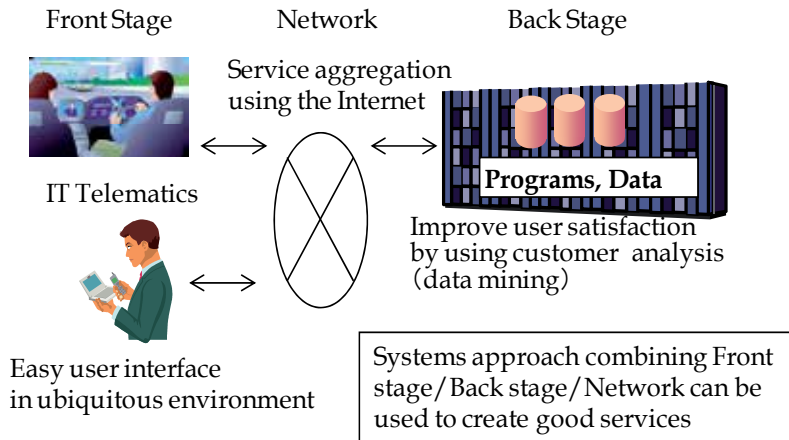 Front Stage
Network
Back Stage
Service aggregation
using the Internet
Programs, Data
IT Telematics
Improve user satisfaction
by using customer analysis
(data mining)
Easy user interface
in ubiquitous environment
Systems approach combining Front
stage/Back stage/Network can be
used to create good services